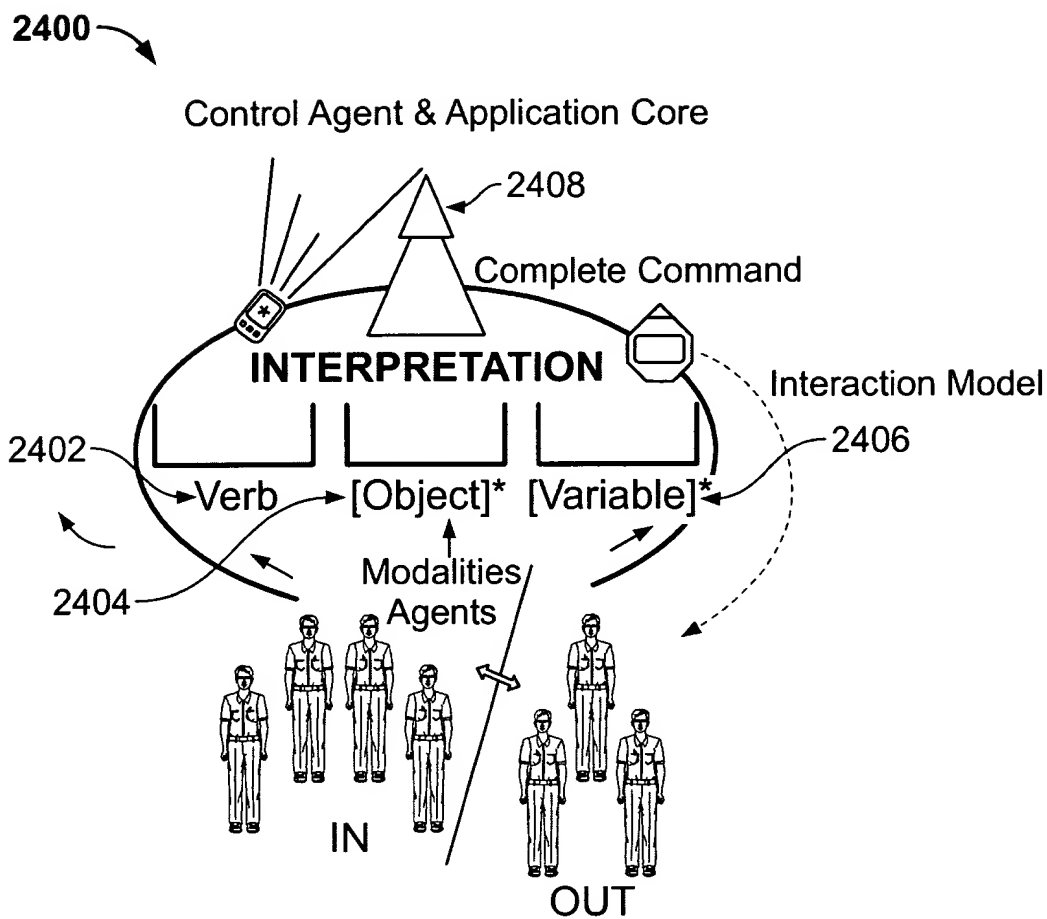 2400
Control Agent & Application Core
2408
Complete Command
INTERPRETATION
Interaction Model
2402
2406
Verb
[Object]*
[Variable]*
Modalities
Agents
2404
IN
OUT